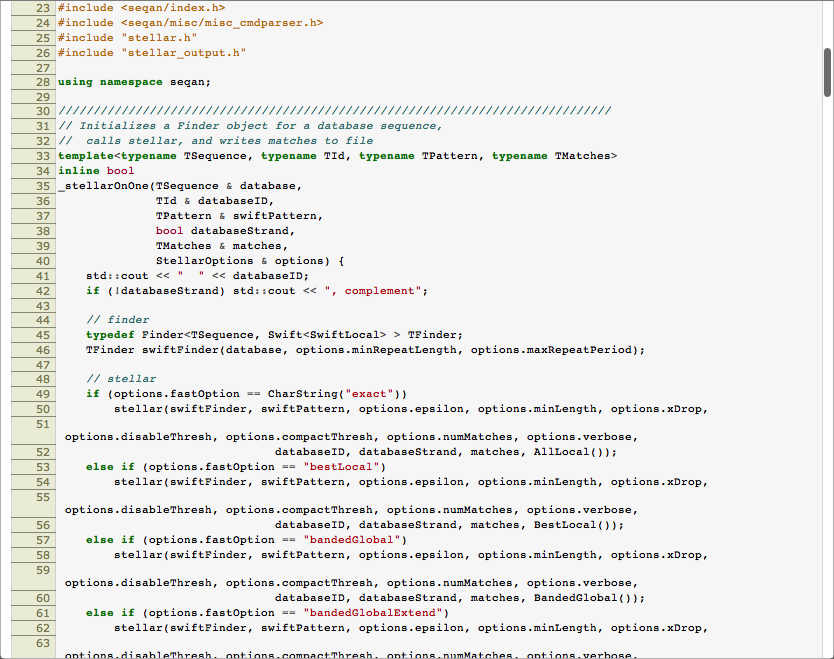 23 #include <seqan/index.h>
24 #include <seqan/misc/misc_cmdparser.h>
25 #include "stellar.h"
26 #include "stellar_output.h"
27
28 using namespace seqan;
29
30 ///////////////////////////////////////////////////////////////////////////////
31 // Initializes a Finder object for a database sequence,
32 //  calls stellar, and writes matches to file
33 template<typename TSequence, typename TId, typename TPattern, typename TMatches>
34 inline bool
35 _stellarOnOne(TSequence & database,
36               TId & databaseID,
37               TPattern & swiftPattern,
38               bool databaseStrand,
39               TMatches & matches,
40               StellarOptions & options) {
41     std::cout << "  " << databaseID;
42     if (!databaseStrand) std::cout << ", complement";
43
44     // finder
45     typedef Finder<TSequence, Swift<SwiftLocal> > TFinder;
46     TFinder swiftFinder(database, options.minRepeatLength, options.maxRepeatPeriod);
47
48     // stellar
49     if (options.fastOption == CharString("exact"))
50         stellar(swiftFinder, swiftPattern, options.epsilon, options.minLength, options.xDrop,
51
 options.disableThresh, options.compactThresh, options.numMatches, options.verbose,
52                               databaseID, databaseStrand, matches, AllLocal());
53     else if (options.fastOption == "bestLocal")
54         stellar(swiftFinder, swiftPattern, options.epsilon, options.minLength, options.xDrop,
55
 options.disableThresh, options.compactThresh, options.numMatches, options.verbose,
56                               databaseID, databaseStrand, matches, BestLocal());
57     else if (options.fastOption == "bandedGlobal")
58         stellar(swiftFinder, swiftPattern, options.epsilon, options.minLength, options.xDrop,
59
 options.disableThresh, options.compactThresh, options.numMatches, options.verbose,
60                               databaseID, databaseStrand, matches, BandedGlobal());
61     else if (options.fastOption == "bandedGlobalExtend")
62         stellar(swiftFinder, swiftPattern, options.epsilon, options.minLength, options.xDrop,
63
 options.disableThresh, options.compactThresh, options.numMatches, options.verbose,